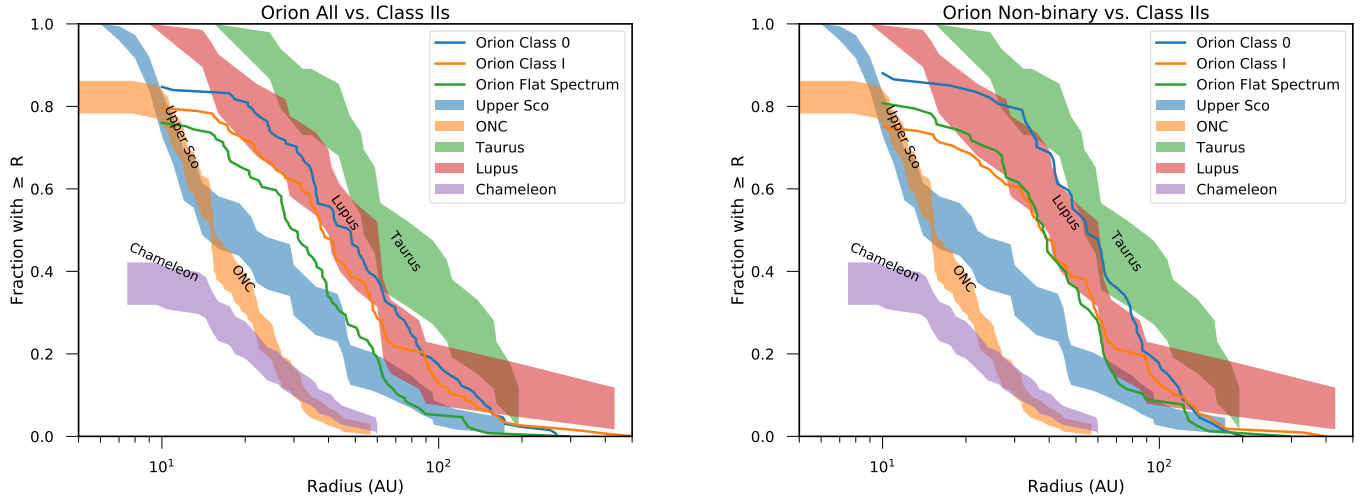 Orion All vs. Class IIs
1.0
0.8
0.6
0.4
0.2
0.0
Fraction with ≥ R
Orion Class 0
Orion Class I
Orion Flat Spectrum
Upper Sco
ONC
Taurus
Lupus
Chameleon
Upper Sco
Lupus
Taurus
Chameleon
ONC
10¹
10²
Radius (AU)
Orion Non-binary vs. Class IIs
1.0
0.8
0.6
0.4
0.2
0.0
Fraction with ≥ R
Orion Class 0
Orion Class I
Orion Flat Spectrum
Upper Sco
ONC
Taurus
Lupus
Chameleon
Upper Sco
Lupus
Taurus
Chameleon
ONC
10¹
10²
Radius (AU)